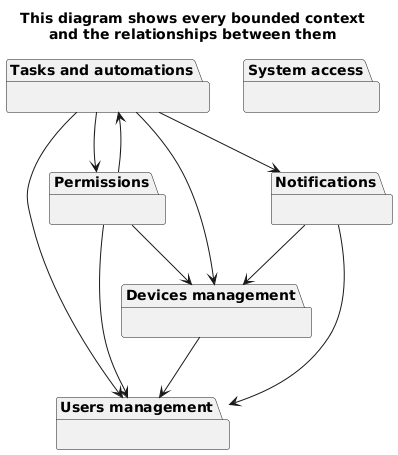 This diagram shows every bounded context
and the relationships between them
Tasks and automations
System access
Permissions
Notifications
Devices management
Users management